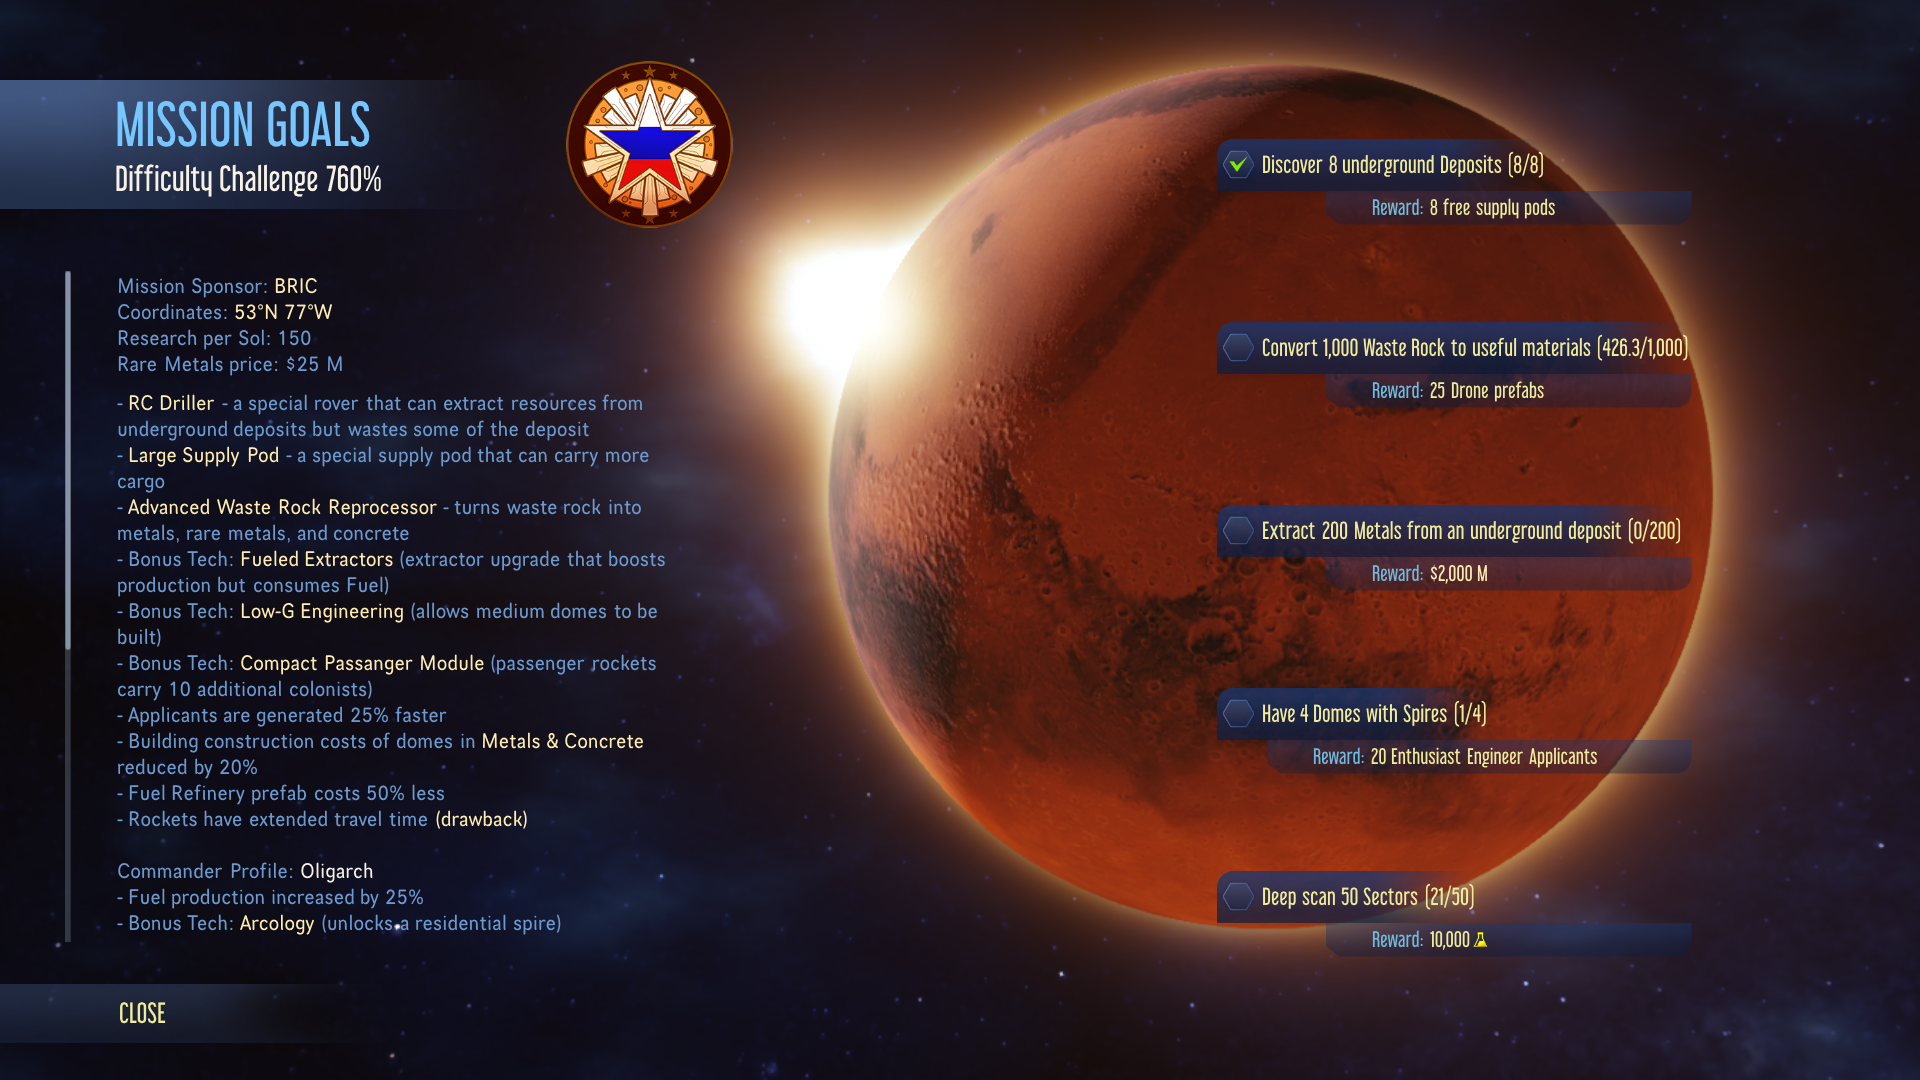 MISSION GOALS
Difficulty Challenge 760%
Mission Sponsor: BRIC
Coordinates: 53°N 77°W
Research per Sol: 150
Rare Metals price: $25 M
- RC Driller - a special rover that can extract resources from
underground deposits but wastes some of the deposit
- Large Supply Pod - a special supply pod that can carry more
cargo
- Advanced Waste Rock Reprocessor - turns waste rock into
metals, rare metals, and concrete
- Bonus Tech: Fueled Extractors (extractor upgrade that boosts
production but consumes Fuel)
- Bonus Tech: Low-G Engineering (allows medium domes to be
built)
- Bonus Tech: Compact Passanger Module (passenger rockets
carry 10 additional colonists)
- Applicants are generated 25% faster
- Building construction costs of domes in Metals & Concrete
reduced by 20%
- Fuel Refinery prefab costs 50% less
- Rockets have extended travel time (drawback)
Commander Profile: Oligarch
- Fuel production increased by 25%
- Bonus Tech: Arcology (unlocks a residential spire)
CLOSE
Discover 8 underground Deposits (8/8)
Reward: 8 free supply pods
Convert 1,000 Waste Rock to useful materials (426.3/1,000)
Reward: 25 Drone prefabs
Extract 200 Metals from an underground deposit (0/200)
Reward: $2,000 M
Have 4 Domes with Spires (1/4)
Reward: 20 Enthusiast Engineer Applicants
Deep scan 50 Sectors (21/50)
Reward: 10,000